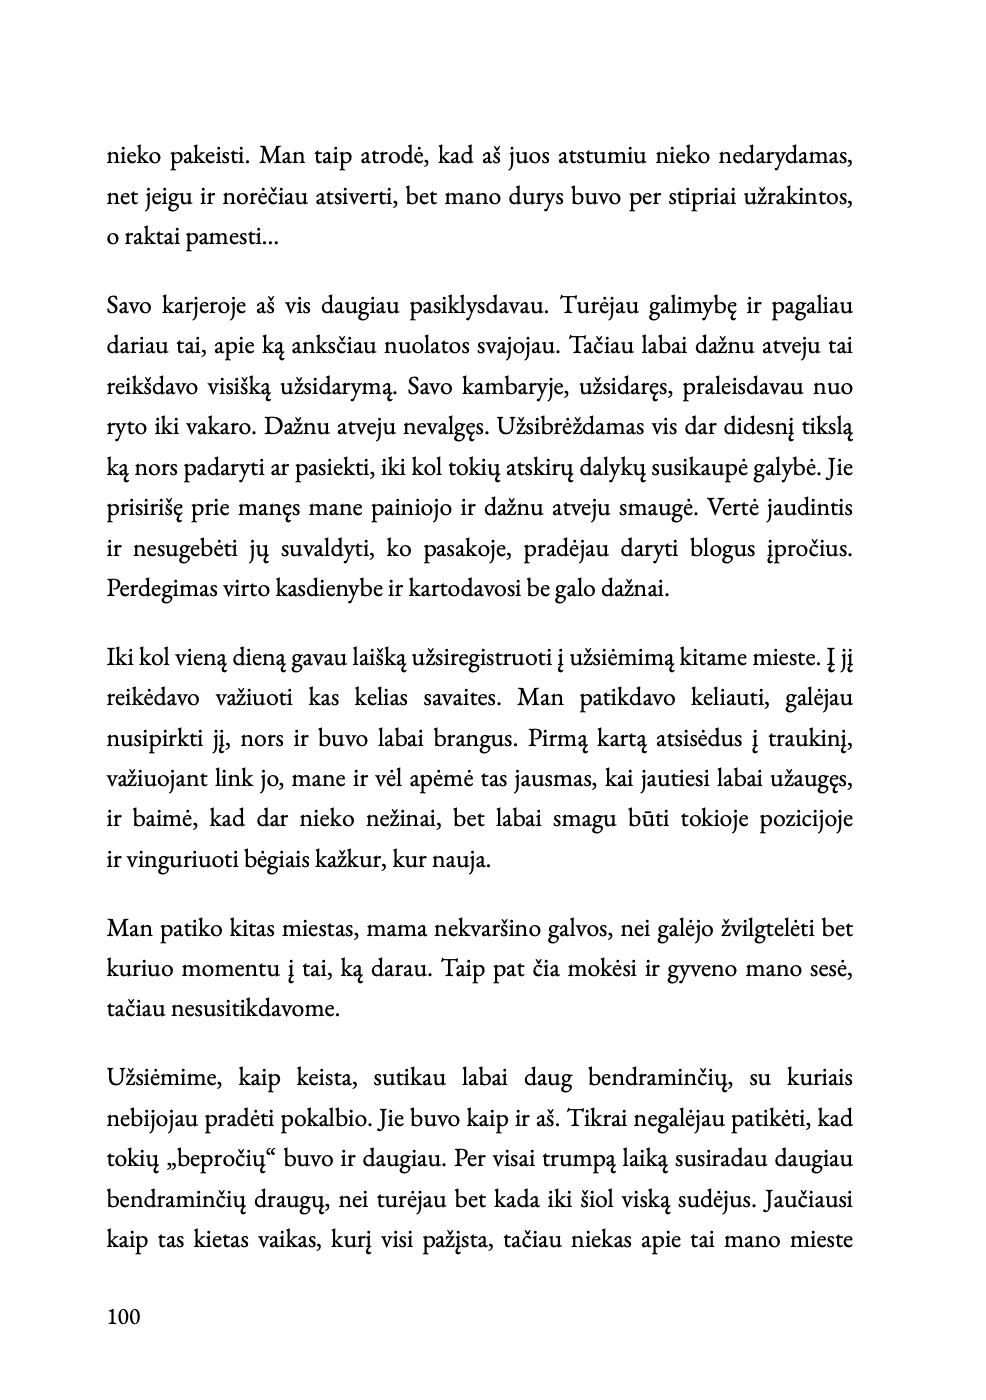 nieko pakeisti. Man taip atrodė, kad aš juos atstumiu nieko nedarydamas,
net jeigu ir norėčiau atsiverti, bet mano durys buvo per stipriai užrakintos,
o raktai pamesti...
Savo karjeroje aš vis daugiau pasiklysdavau. Turėjau galimybę ir pagaliau
dariau tai, apie ką anksčiau nuolatos svajojau. Tačiau labai dažnu atveju tai
reikšdavo visišką užsidarymą. Savo kambaryje, užsidaręs, praleisdavau nuo
ryto iki vakaro. Dažnu atveju nevalgęs. Užsibrėždamas vis dar didesnį tikslą
ką nors padaryti ar pasiekti, iki kol tokių atskirų dalykų susikaupė galybė. Jie
prisirišę prie manęs mane painiojo ir dažnu atveju smaugė. Vertė jaudintis
ir nesugebėti jų suvaldyti, ko pasakoje, pradėjau daryti blogus įpročius.
Perdegimas virto kasdienybe ir kartodavosi be galo dažnai.
Iki kol vieną dieną gavau laišką užsiregistruoti į užsiėmimą kitame mieste. Į jį
reikėdavo važiuoti kas kelias savaites. Man patikdavo keliauti, galėjau
nusipirkti jį, nors ir buvo labai brangus. Pirmą kartą atsisėdus į traukinį,
važiuojant link jo, mane ir vėl apėmė tas jausmas, kai jautiesi labai užaugęs,
ir baimė, kad dar nieko nežinai, bet labai smagu būti tokioje pozicijoje
ir vinguriuoti bėgiais kažkur, kur nauja.
Man patiko kitas miestas, mama nekvaršino galvos, nei galėjo žvilgtelėti bet
kuriuo momentu į tai, ką darau. Taip pat čia mokėsi ir gyveno mano sesė,
tačiau nesusitikdavome.
Užsiėmime, kaip keista, sutikau labai daug bendraminčių, su kuriais
nebijojau pradėti pokalbio. Jie buvo kaip ir aš. Tikrai negalėjau patikėti, kad
tokių „bepročių“ buvo ir daugiau. Per visai trumpą laiką susiradau daugiau
bendraminčių draugų, nei turėjau bet kada iki šiol viską sudėjus. Jaučiausi
kaip tas kietas vaikas, kurį visi pažįsta, tačiau niekas apie tai mano mieste
100